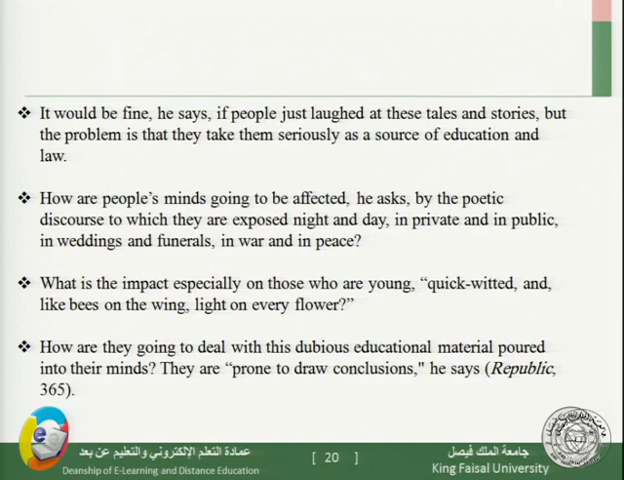 ❖ It would be fine, he says, if people just laughed at these tales and stories, but
the problem is that they take them seriously as a source of education and
law.
❖ How are people's minds going to be affected, he asks, by the poetic
discourse to which they are exposed night and day, in private and in public,
in weddings and funerals, in war and in peace?
❖ What is the impact especially on those who are young, “quick-witted, and,
like bees on the wing, light on every flower?”
❖ How are they going to deal with this dubious educational material poured
into their minds? They are “prone to draw conclusions," he says (Republic,
365).
عمادة التعلم الإلكتروني والتعليم عن بعد
Deanship of E-Learning and Distance Education
[ 20 ]
جامعة الملك فيصل
King Faisal University